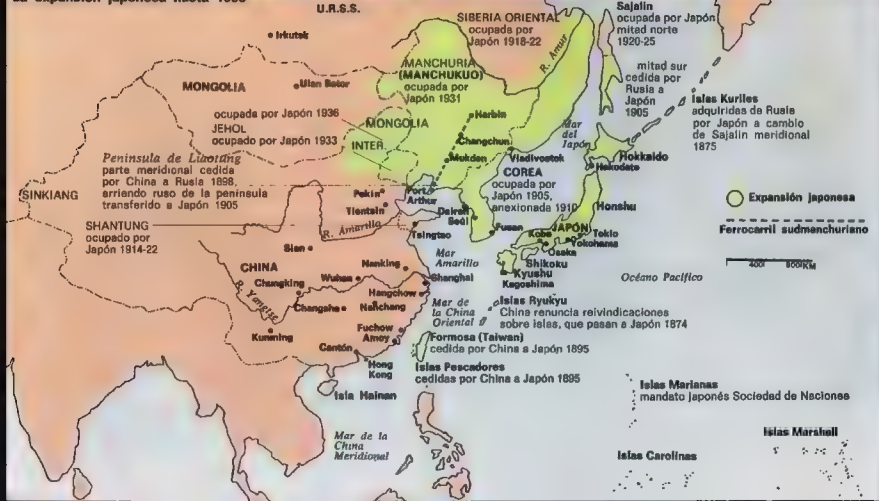 U.R.S.S.
Irkutsk
MONGOLIA
Ulan Bator
SIBERIA ORIENTAL
ocupada por
Japón 1918-22
R. Amur
Sajalin
ocupada por Japón
mitad norte
1920-25
mitad sur
cedida por
Rusia a
Japón
1905
Islas Kuriles
adquiridas de Rusia
por Japón a cambio
de Sajalin meridional
1875
MANCHURIA
(MANCHUKUO)
ocupada por
Japón 1931
Harbin
Changchun
Mukden
Vladivostok
Mar
del
Japón
Hokkaido
Hakodate
ocupada por Japón 1936
MONGOLIA
INTER.
JEHOL
ocupado por Japón 1933
Península de Liaotung
parte meridional cedida
por China a Rusia 1898,
arriendo ruso de la península
transferido a Japón 1905
SINKIANG
SHANTUNG
ocupado por
Japón 1914-22
Pekín
Tientsin
R. Amarillo
Port
Arthur
Dairen
Seúl
Tsingtao
COREA
ocupada por
Japón 1905,
anexionada 1910
Fusan
Honshu
JAPÓN
Kobe
Tokio
Yokohama
Osaka
Shikoku
Kyushu
Kagoshima
Expansión japonesa
Ferrocarril sudmanchuriano
400
800KM
Océano Pacífico
Sian
CHINA
Chungking
R. Yangtse
Wuhan
Nanking
Shanghai
Hangchow
Changsha
Nanchang
Kunming
Fuchow
Amoy
Cantón
Hong
Kong
Isla Hainan
Mar
Amarillo
Mar de
la China
Oriental
Islas Ryukyu
China renuncia reivindicaciones
sobre islas, que pasan a Japón 1874
Formosa (Taiwan)
cedida por China a Japón 1895
Islas Pescadores
cedidas por China a Japón 1895
Mar de la
China
Meridional
Islas Marianas
mandato japonés Sociedad de Naciones
Islas Carolinas
Islas Marshall